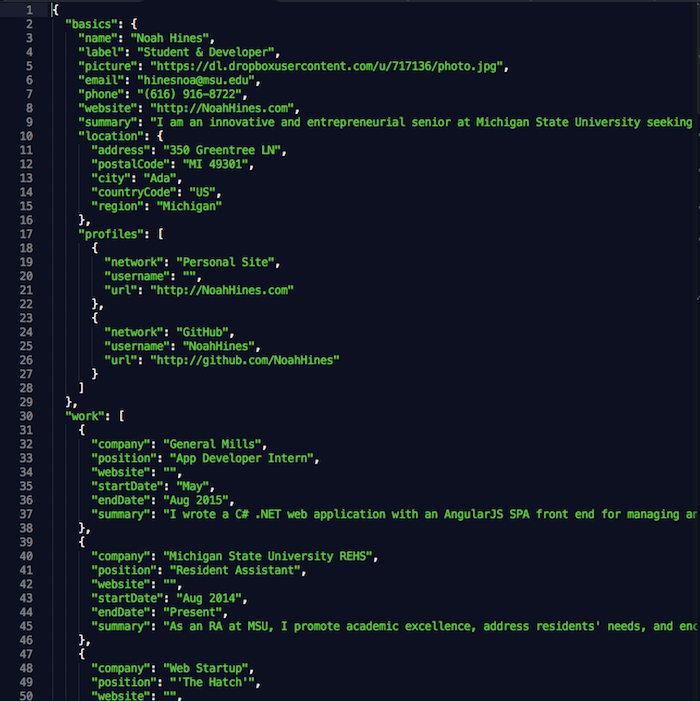 1 {
2 "basics": {
3 "name": "Noah Hines",
4 "label": "Student & Developer",
5 "picture": "https://dl.dropboxusercontent.com/u/717136/photo.jpg",
6 "email": "hinesnoa@msu.edu",
7 "phone": "(616) 916-8722",
8 "website": "http://NoahHines.com",
9 "summary": "I am an innovative and entrepreneurial senior at Michigan State University seeking
10 "location": {
11 "address": "350 Greentree LN",
12 "postalCode": "MI 49301",
13 "city": "Ada",
14 "countryCode": "US",
15 "region": "Michigan"
16 },
17 "profiles": [
18 {
19 "network": "Personal Site",
20 "username": "",
21 "url": "http://NoahHines.com"
22 },
23 {
24 "network": "GitHub",
25 "username": "NoahHines",
26 "url": "http://github.com/NoahHines"
27 }
28 ]
29 },
30 "work": [
31 {
32 "company": "General Mills",
33 "position": "App Developer Intern",
34 "website": "",
35 "startDate": "May",
36 "endDate": "Aug 2015",
37 "summary": "I wrote a C# .NET web application with an AngularJS SPA front end for managing
38 },
39 {
40 "company": "Michigan State University REHS",
41 "position": "Resident Assistant",
42 "website": "",
43 "startDate": "Aug 2014",
44 "endDate": "Present",
45 "summary": "As an RA at MSU, I promote academic excellence, address residents' needs, and
46 },
47 {
48 "company": "Web Startup",
49 "position": "'The Hatch'",
50 "website": "",